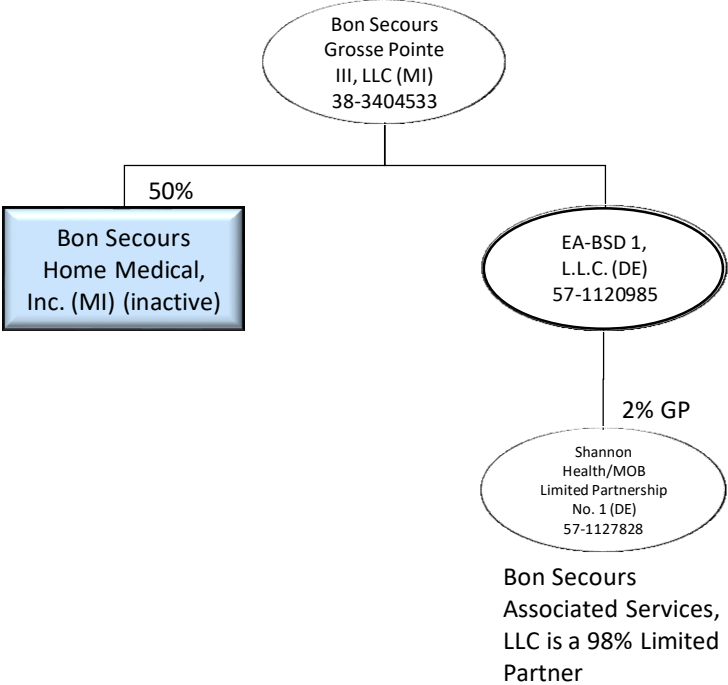 Bon Secours
Grosse Pointe
III, LLC (MI)
38-3404533
50%
Bon Secours
Home Medical,
Inc. (MI) (inactive)
EA-BSD 1,
L.L.C. (DE)
57-1120985
2% GP
Shannon
Health/MOB
Limited Partnership
No. 1 (DE)
57-1127828
Bon Secours
Associated Services,
LLC is a 98% Limited
Partner